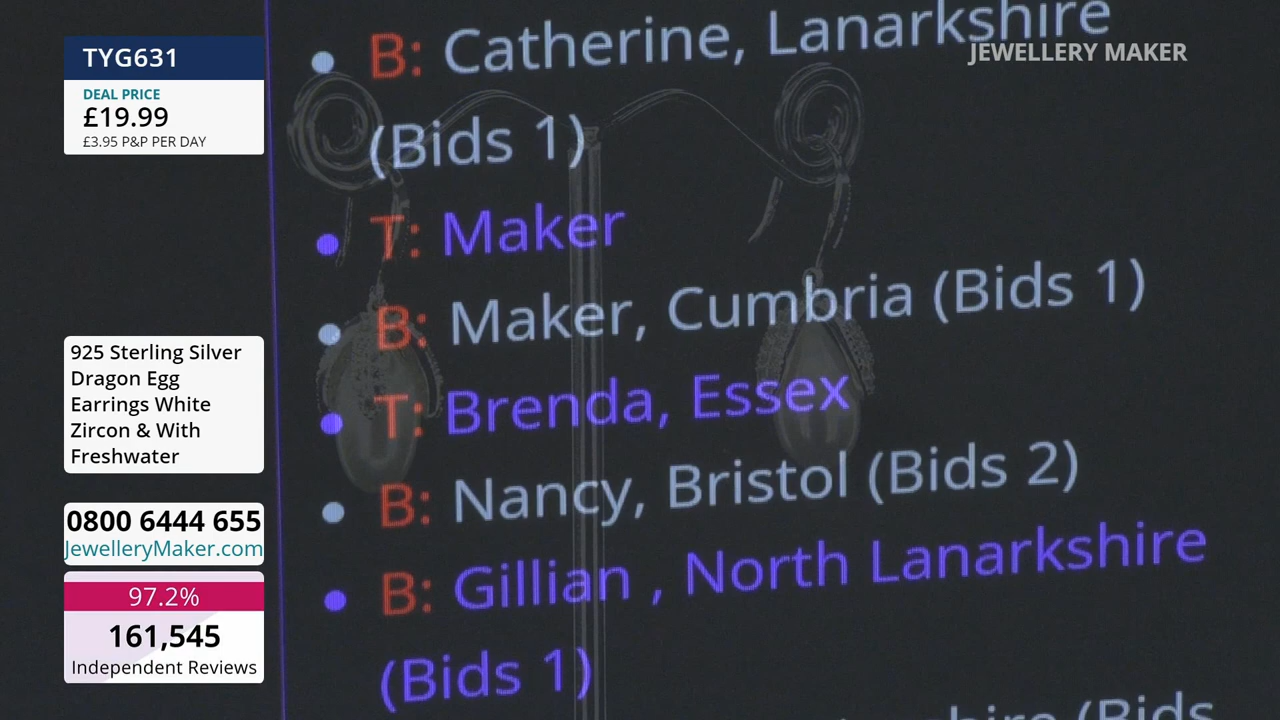 TYG631
DEAL PRICE
£19.99
£3.95 P&P PER DAY
925 Sterling Silver
Dragon Egg
Earrings White
Zircon & With
Freshwater
0800 6444 655
JewelleryMaker.com
97.2%
161,545
Independent Reviews
JEWELLERY MAKER
• B: Catherine, Lanarkshire
(Bids 1)
• T: Maker
• B: Maker, Cumbria (Bids 1)
• T: Brenda, Essex
• B: Nancy, Bristol (Bids 2)
• B: Gillian , North Lanarkshire
(Bids 1)
(Bids